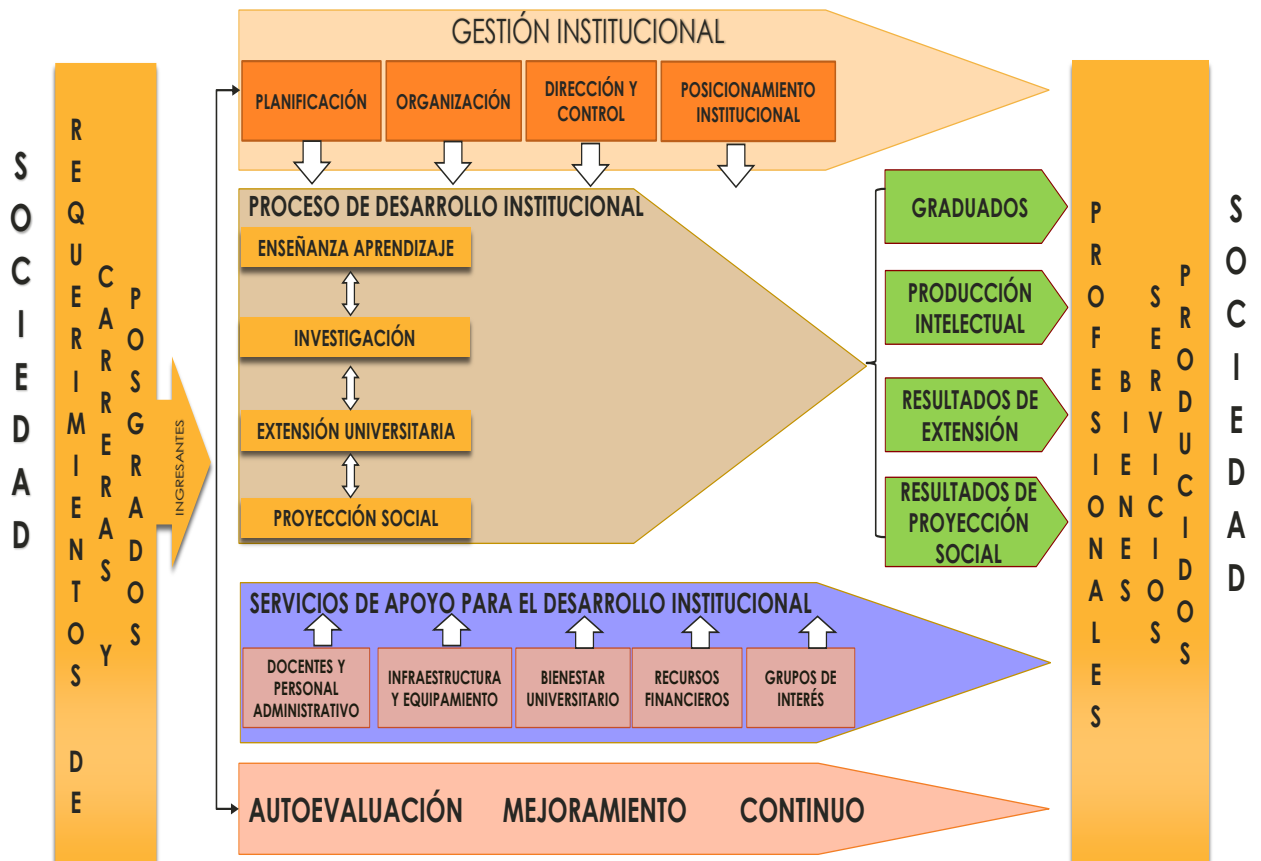 SOCIEDAD
REQUERIMIENTOS DE
CARRERAS Y
POSGRADOS
INGRESANTES
GESTIÓN INSTITUCIONAL
PLANIFICACIÓN
ORGANIZACIÓN
DIRECCIÓN Y
CONTROL
POSICIONAMIENTO
INSTITUCIONAL
PROCESO DE DESARROLLO INSTITUCIONAL
ENSEÑANZA APRENDIZAJE
INVESTIGACIÓN
EXTENSIÓN UNIVERSITARIA
PROYECCIÓN SOCIAL
SERVICIOS DE APOYO PARA EL DESARROLLO INSTITUCIONAL
DOCENTES Y
PERSONAL
ADMINISTRATIVO
INFRAESTRUCTURA
Y EQUIPAMIENTO
BIENESTAR
UNIVERSITARIO
RECURSOS
FINANCIEROS
GRUPOS DE
INTERÉS
AUTOEVALUACIÓN MEJORAMIENTO CONTINUO
GRADUADOS
PRODUCCIÓN
INTELECTUAL
RESULTADOS DE
EXTENSIÓN
RESULTADOS DE
PROYECCIÓN
SOCIAL
PROFESIONALES
BIENES
SERVICIOS
PRODUCIDOS
SOCIEDAD